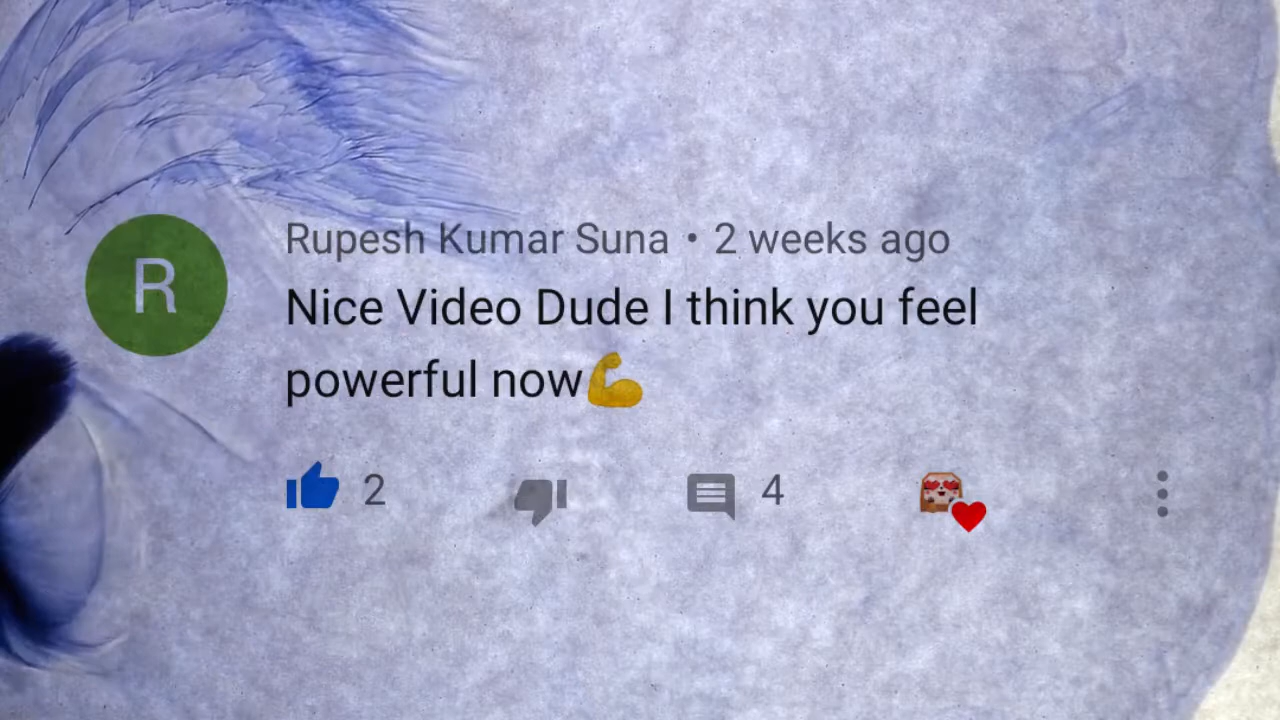 R
Rupesh Kumar Suna • 2 weeks ago
Nice Video Dude I think you feel
powerful now💪
2
4